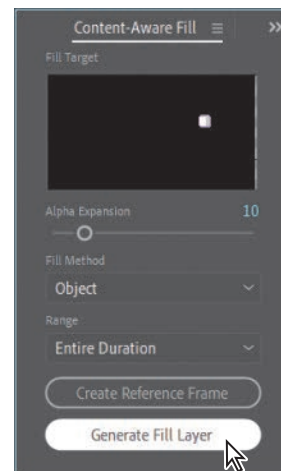 Content-Aware Fill
Fill Target
Alpha Expansion 10
Fill Method
Object
Range
Entire Duration
Create Reference Frame
Generate Fill Layer